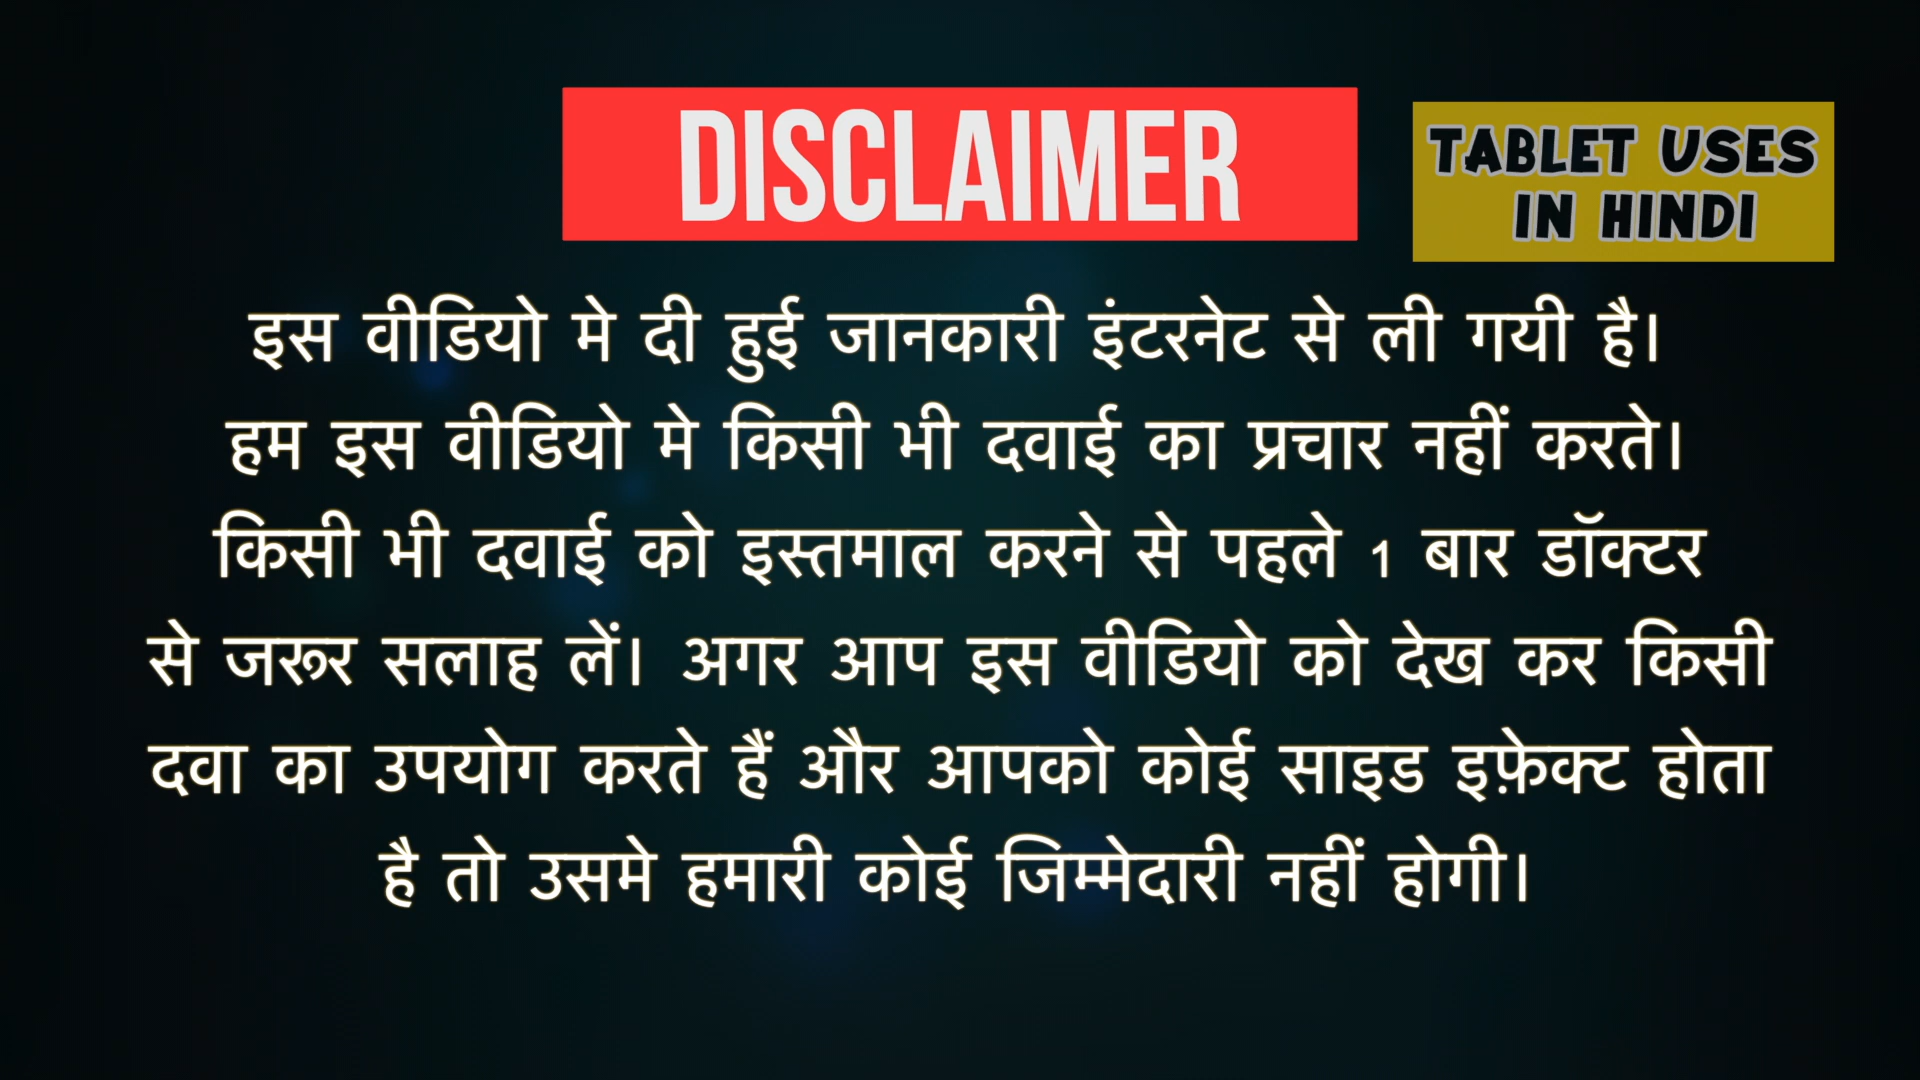 DISCLAIMER
TABLET USES
IN HINDI
इस वीडियो मे दी हुई जानकारी इंटरनेट से ली गयी है।
हम इस वीडियो मे किसी भी दवाई का प्रचार नहीं करते।
किसी भी दवाई को इस्तमाल करने से पहले 1 बार डॉक्टर
से जरूर सलाह लें। अगर आप इस वीडियो को देख कर किसी
दवा का उपयोग करते हैं और आपको कोई साइड इफ़ेक्ट होता
है तो उसमे हमारी कोई जिम्मेदारी नहीं होगी।